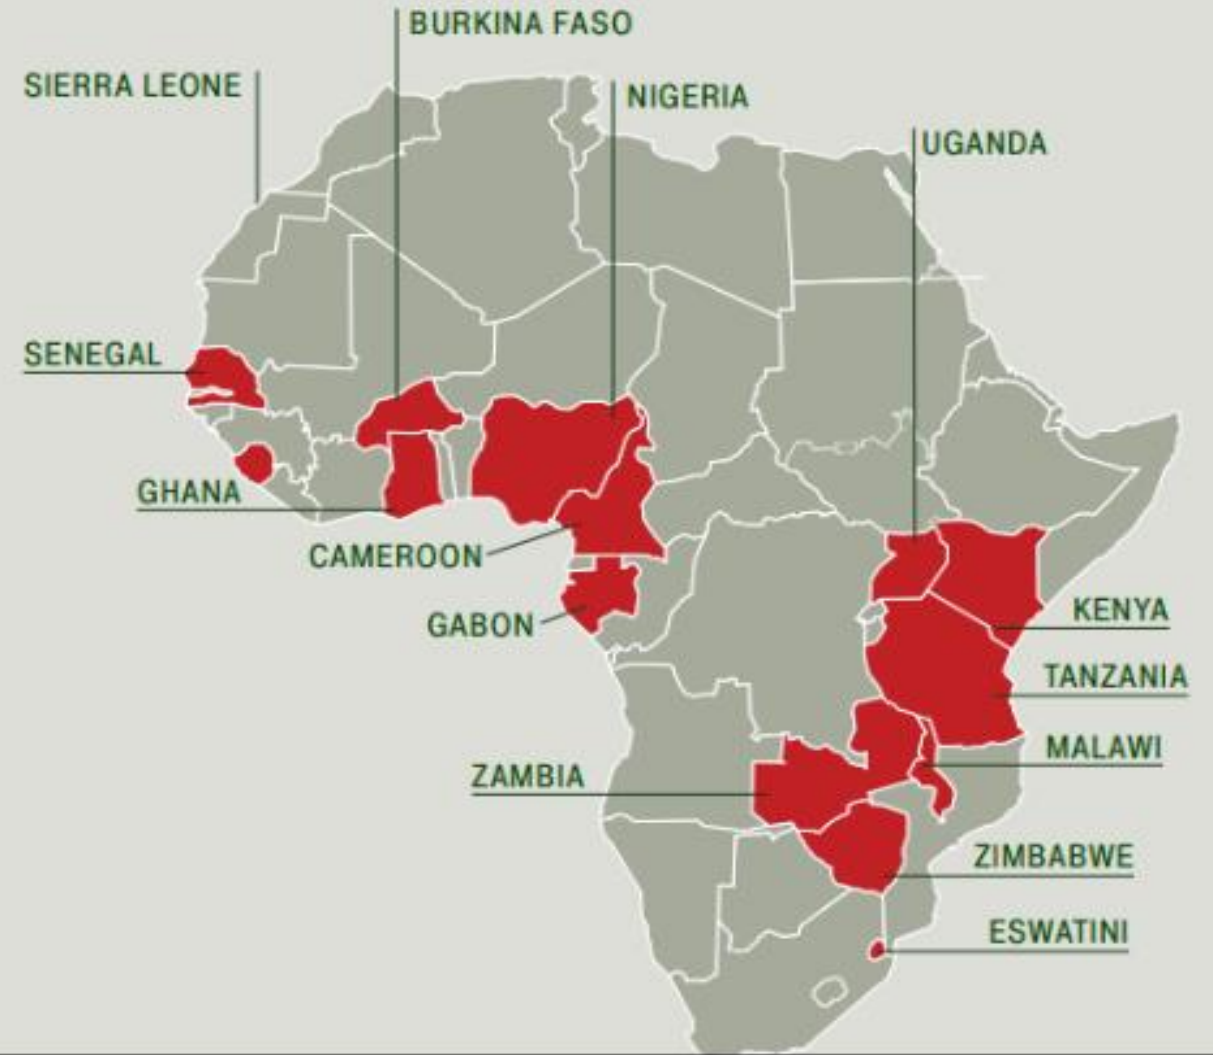 BURKINA FASO
SIERRA LEONE
NIGERIA
UGANDA
SENEGAL
GHANA
CAMEROON
GABON
KENYA
TANZANIA
MALAWI
ZAMBIA
ZIMBABWE
ESWATINI